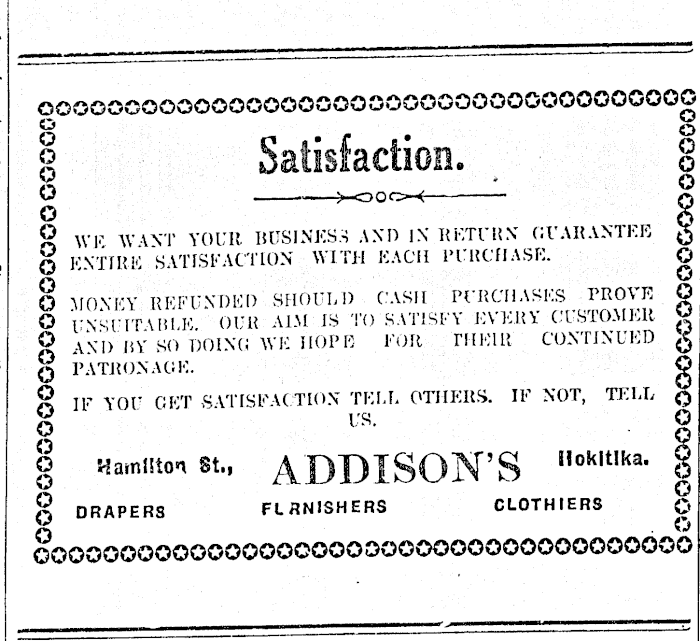 Satisfaction.
WE WANT YOUR BUSINESS AND IN RETURN GUARANTEE
ENTIRE SATISFACTION WITH EACH PURCHASE.
MONEY REFUNDED SHOULD CASH PURCHASES PROVE
UNSUITABLE. OUR AIM IS TO SATISFY EVERY CUSTOMER
AND BY SO DOING WE HOPE FOR THEIR CONTINUED
PATRONAGE.
IF YOU GET SATISFACTION TELL OTHERS. IF NOT, TELL
US.
Hamilton St., ADDISON'S Hokitika.
DRAPERS FURNISHERS CLOTHIERS